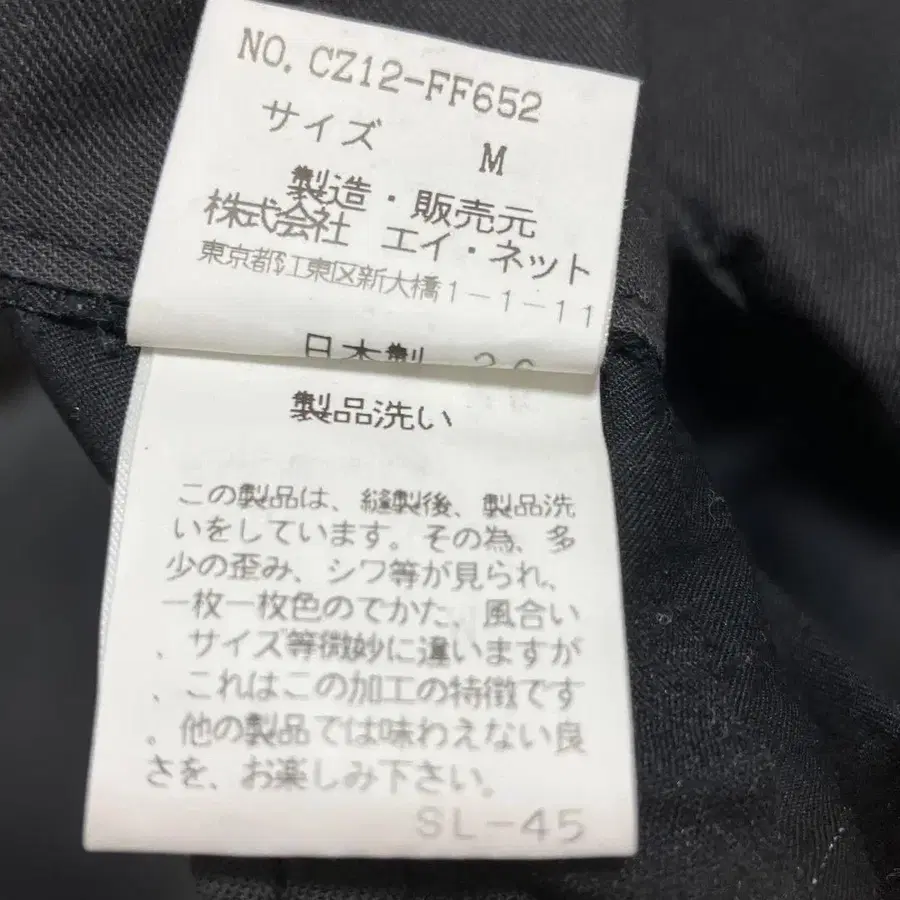 NO. CZ12-FF652
サイズ M
製造・販売元
株式会社 エイ・ネット
東京都江東区新大橋1-1-11
日本製
製品洗い
この製品は、縫製後、製品洗
いをしています。その為、多
少の歪み、シワ等が見られ、
一枚一枚色のでかた、風合い
、サイズ等微妙に違いますが
、これはこの加工の特徴です
。他の製品では味わえない良
さを、お楽しみ下さい。
SL-45